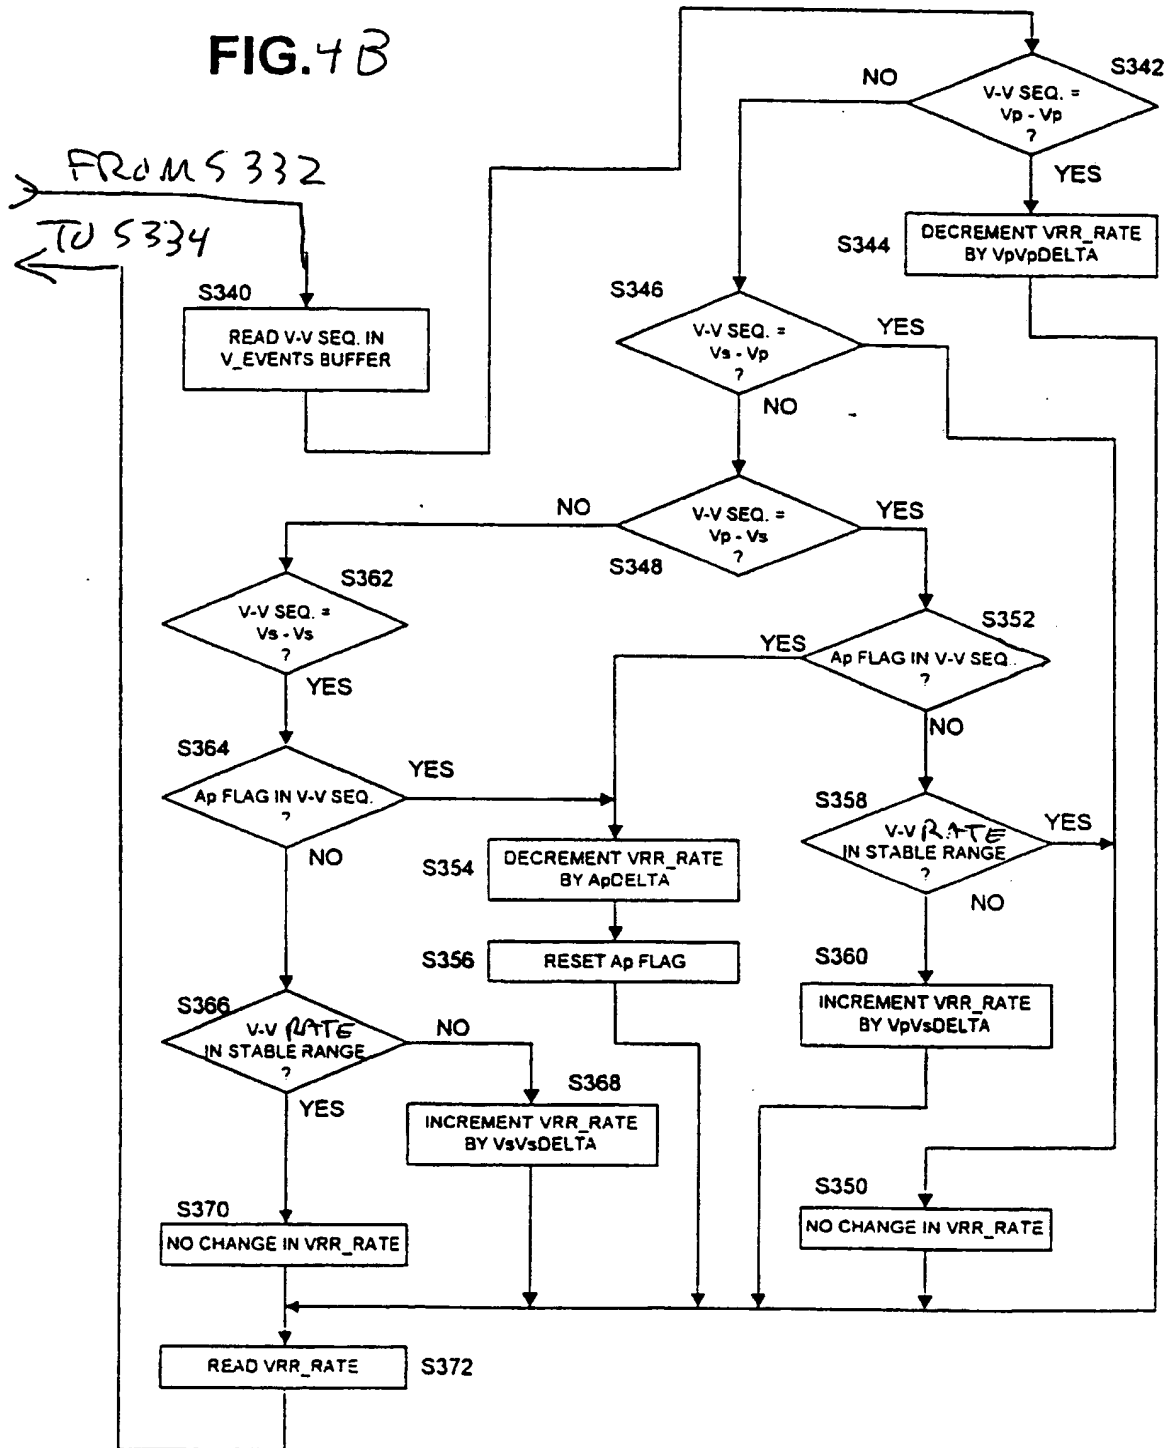 FIG. 4B
FROM S332
TO S334
S340
READ V-V SEQ. IN
V_EVENTS BUFFER
S342
V-V SEQ. =
Vp - Vp
?
NO
YES
S344
DECREMENT VRR_RATE
BY VpVpDELTA
S346
V-V SEQ. =
Vs - Vp
?
YES
NO
S348
V-V SEQ. =
Vp - Vs
?
NO
YES
S362
V-V SEQ. =
Vs - Vs
?
YES
S352
Ap FLAG IN V-V SEQ.
?
YES
NO
S364
Ap FLAG IN V-V SEQ.
?
YES
NO
S354
DECREMENT VRR_RATE
BY ApDELTA
S356
RESET Ap FLAG
S358
V-V RATE
IN STABLE RANGE
?
YES
NO
S360
INCREMENT VRR_RATE
BY VpVsDELTA
S366
V-V RATE
IN STABLE RANGE
?
NO
YES
S368
INCREMENT VRR_RATE
BY VsVsDELTA
S370
NO CHANGE IN VRR_RATE
S350
NO CHANGE IN VRR_RATE
READ VRR_RATE
S372